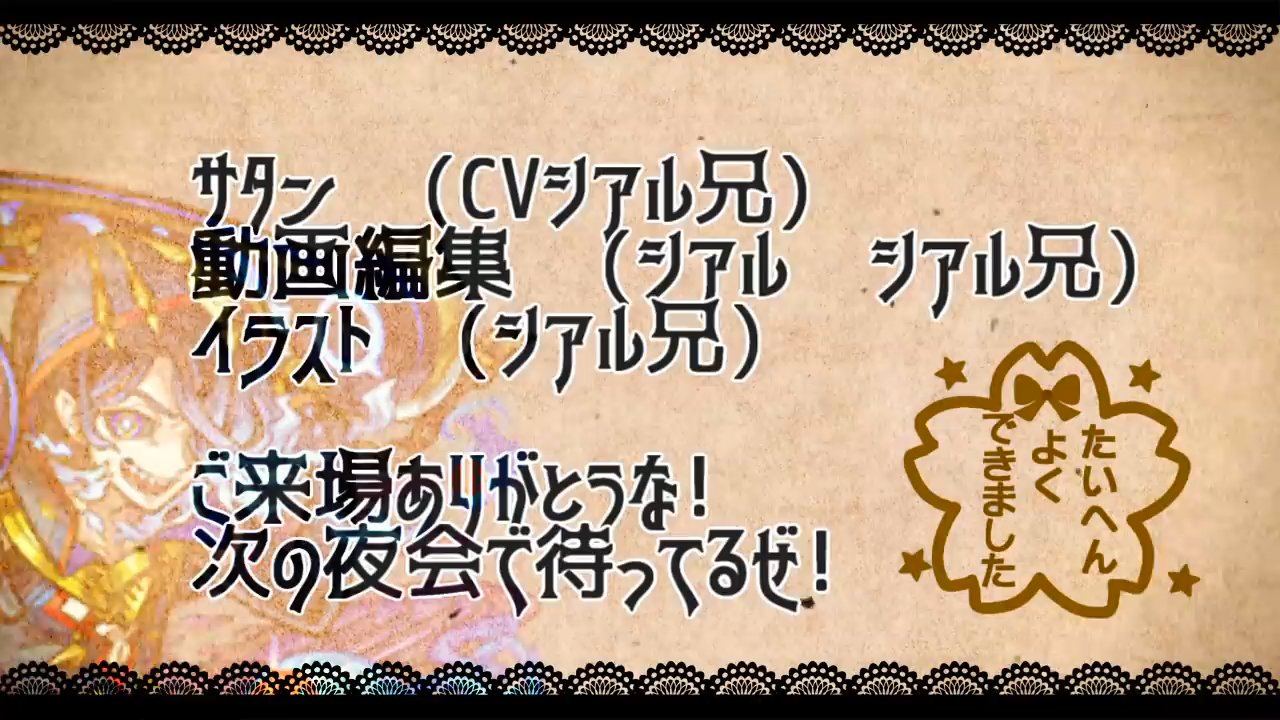 サタン　（CVシアル兄）
動画編集　（シアル　シアル兄）
イラスト　（シアル兄）
ご来場ありがとうな！
次の夜会で待ってるぜ！
たいへん
よく
できました